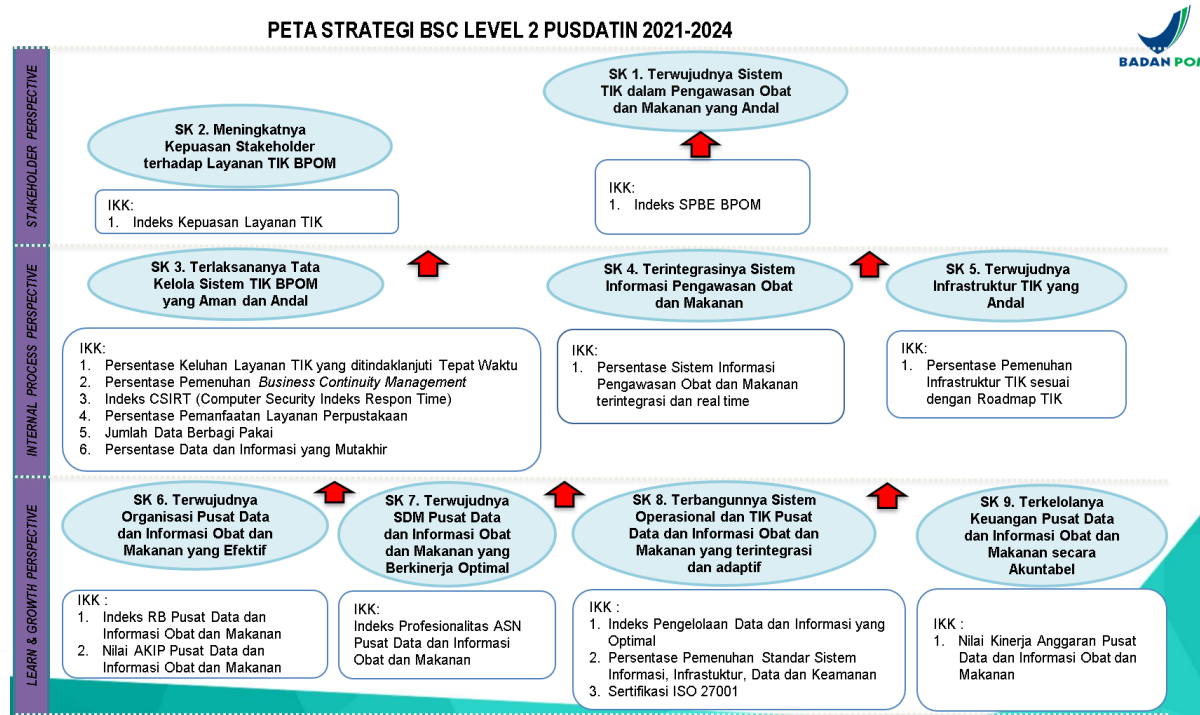 PETA STRATEGI BSC LEVEL 2 PUSDATIN 2021-2024
BADAN POM
STAKEHOLDER PERSPECTIVE
SK 1. Terwujudnya Sistem
TIK dalam Pengawasan Obat
dan Makanan yang Andal
SK 2. Meningkatnya
Kepuasan Stakeholder
terhadap Layanan TIK BPOM
IKK:
1. Indeks Kepuasan Layanan TIK
IKK:
1. Indeks SPBE BPOM
INTERNAL PROCESS PERSPECTIVE
SK 3. Terlaksananya Tata
Kelola Sistem TIK BPOM
yang Aman dan Andal
SK 4. Terintegrasinya Sistem
Informasi Pengawasan Obat
dan Makanan
SK 5. Terwujudnya
Infrastruktur TIK yang
Andal
IKK:
1. Persentase Keluhan Layanan TIK yang ditindaklanjuti Tepat Waktu
2. Persentase Pemenuhan Business Continuity Management
3. Indeks CSIRT (Computer Security Indeks Respon Time)
4. Persentase Pemanfaatan Layanan Perpustakaan
5. Jumlah Data Berbagi Pakai
6. Persentase Data dan Informasi yang Mutakhir
IKK:
1. Persentase Sistem Informasi
Pengawasan Obat dan Makanan
terintegrasi dan real time
IKK:
1. Persentase Pemenuhan
Infrastruktur TIK sesuai
dengan Roadmap TIK
LEARN & GROWTH PERSPECTIVE
SK 6. Terwujudnya
Organisasi Pusat Data
dan Informasi Obat dan
Makanan yang Efektif
SK 7. Terwujudnya
SDM Pusat Data
dan Informasi Obat
dan Makanan yang
Berkinerja Optimal
SK 8. Terbangunnya Sistem
Operasional dan TIK Pusat
Data dan Informasi Obat dan
Makanan yang terintegrasi
dan adaptif
SK 9. Terkelolanya
Keuangan Pusat Data
dan Informasi Obat dan
Makanan secara
Akuntabel
IKK :
1. Indeks RB Pusat Data dan
Informasi Obat dan Makanan
2. Nilai AKIP Pusat Data dan
Informasi Obat dan Makanan
IKK:
Indeks Profesionalitas ASN
Pusat Data dan Informasi
Obat dan Makanan
IKK :
1. Indeks Pengelolaan Data dan Informasi yang
Optimal
2. Persentase Pemenuhan Standar Sistem
Informasi, Infrastuktur, Data dan Keamanan
3. Sertifikasi ISO 27001
IKK :
1. Nilai Kinerja Anggaran Pusat
Data dan Informasi Obat dan
Makanan